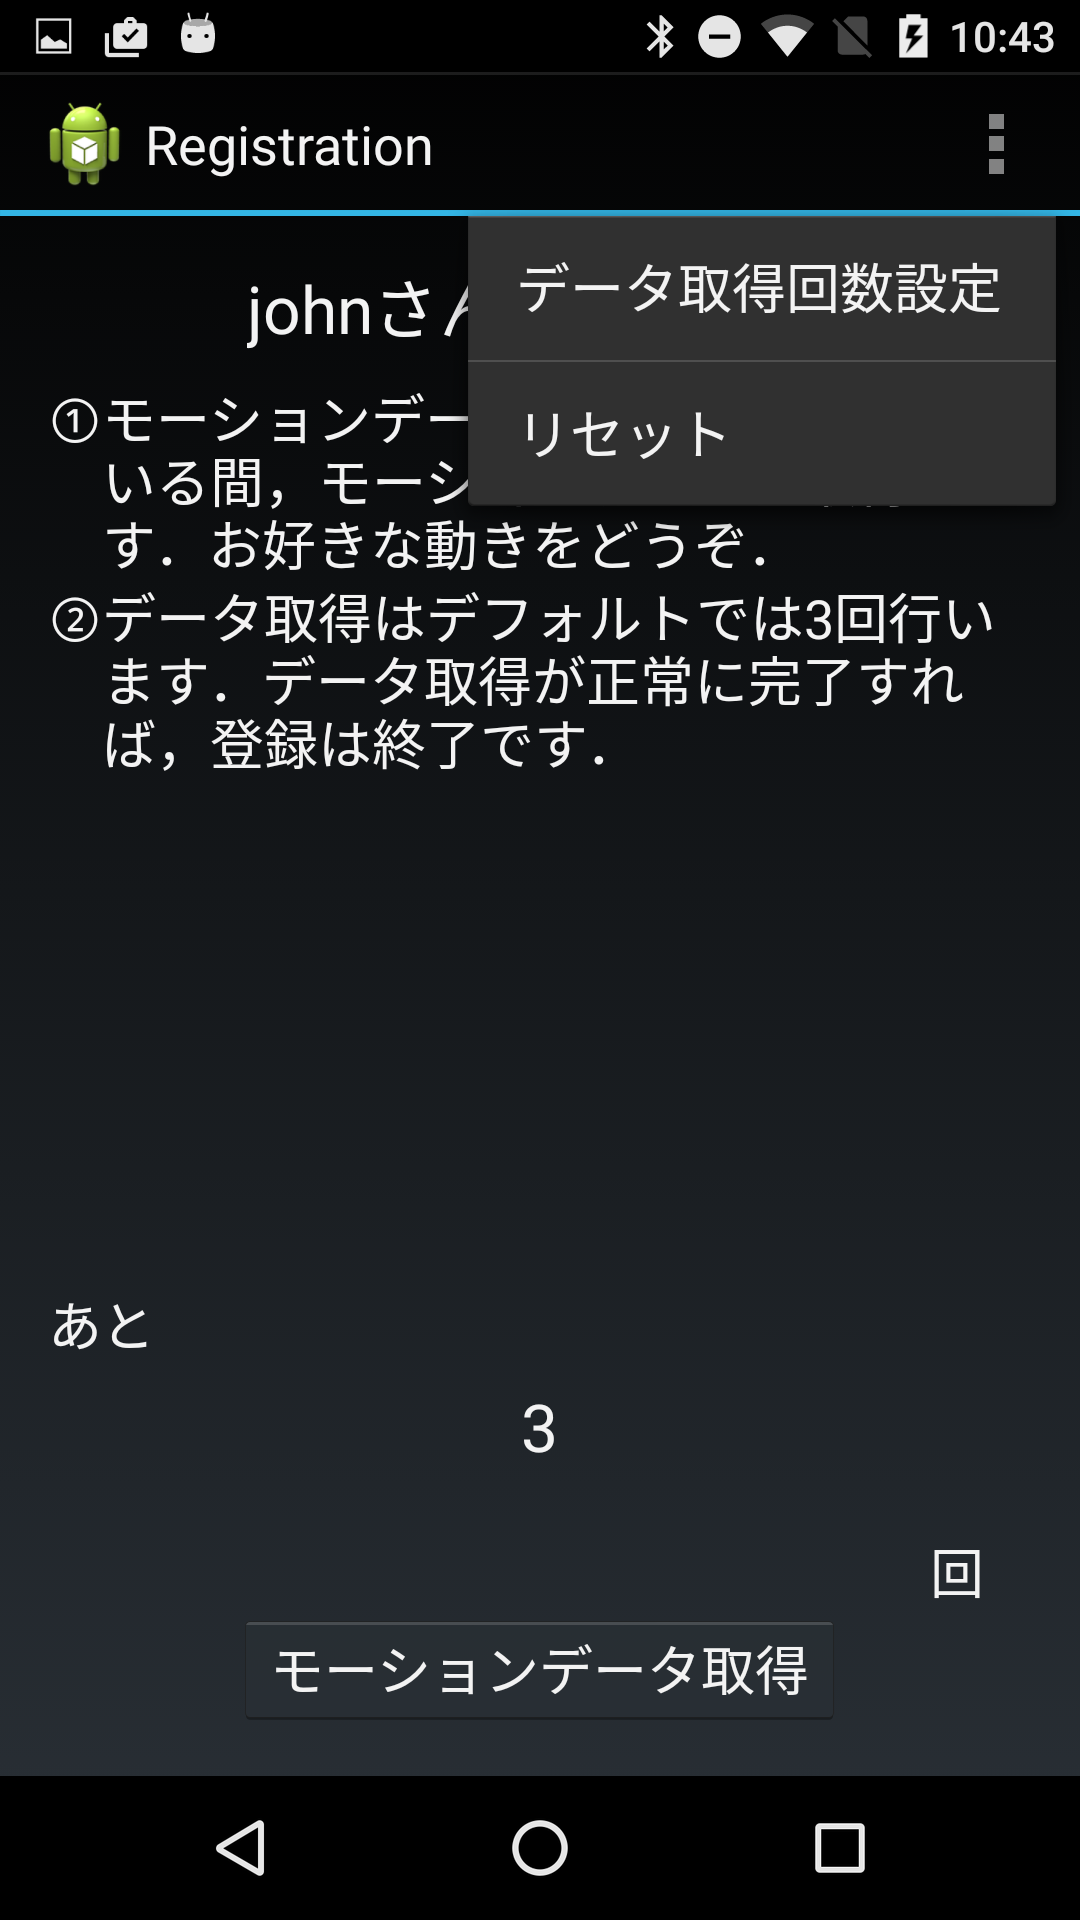 10:43
Registration
データ取得回数設定
johnさ
リセット
①モーションデー
いる間，モーシ
す．お好きな動きをどうぞ．
②データ取得はデフォルトでは3回行い
ます．データ取得が正常に完了すれ
ば，登録は終了です．
あと
3
回
モーションデータ取得